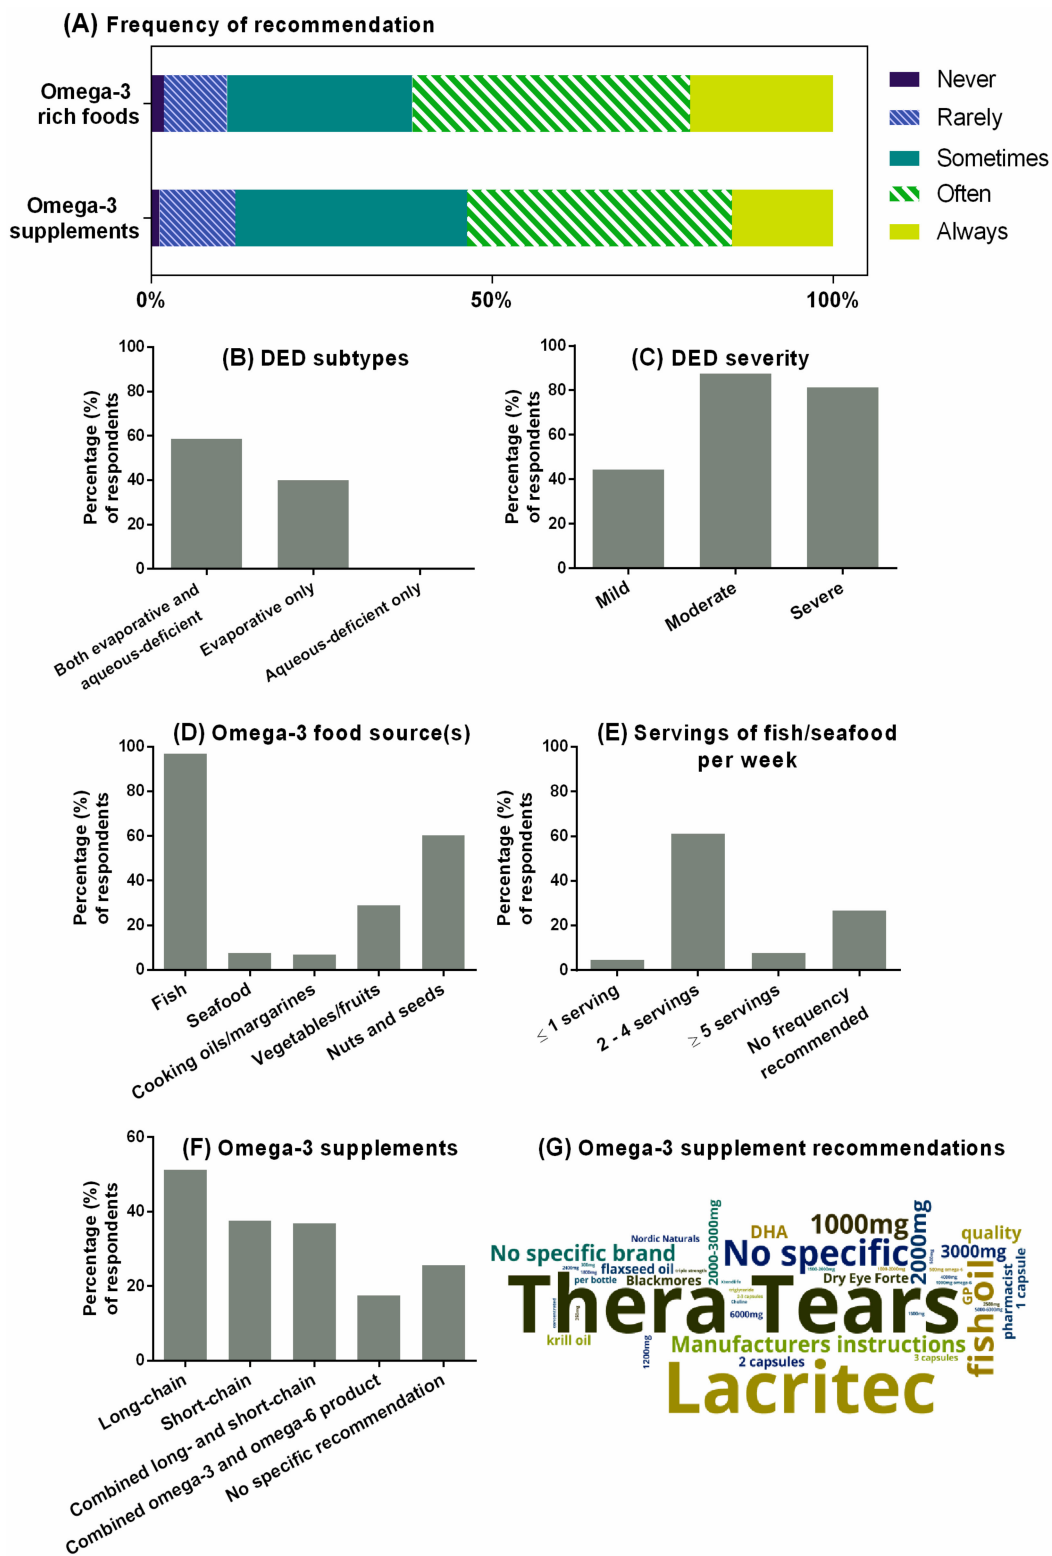 (A) Frequency of recommendation
Omega-3
rich foods
Omega-3
supplements
0%
50%
100%
Never
Rarely
Sometimes
Often
Always
(B) DED subtypes
Percentage (%)
of respondents
100
80
60
40
20
0
Both evaporative and
aqueous-deficient
Evaporative only
Aqueous-deficient only
(C) DED severity
Percentage (%)
of respondents
100
80
60
40
20
0
Mild
Moderate
Severe
(D) Omega-3 food source(s)
Percentage (%)
of respondents
100
80
60
40
20
0
Fish
Seafood
Cooking oils/margarines
Vegetables/fruits
Nuts and seeds
(E) Servings of fish/seafood
per week
Percentage (%)
of respondents
100
80
60
40
20
0
≤ 1 serving
2 - 4 servings
≥ 5 servings
No frequency
recommended
(F) Omega-3 supplements
Percentage (%)
of respondents
60
40
20
0
Long-chain
Short-chain
Combined long- and short-chain
Combined omega-3 and omega-6 product
No specific recommendation
(G) Omega-3 supplement recommendations
Nordic Naturals
2000-3000mg
DHA
1000mg
2000mg
quality
No specific brand
No specific
3000mg
flaxseed oil
triple strength
per bottle
Blackmores
Dry Eye Forte
pharmacist
1 capsule
Thera Tears
GP
fish oil
6000mg
krill oil
1200mg
Manufacturers instructions
2 capsules
3 capsules
Lacritec